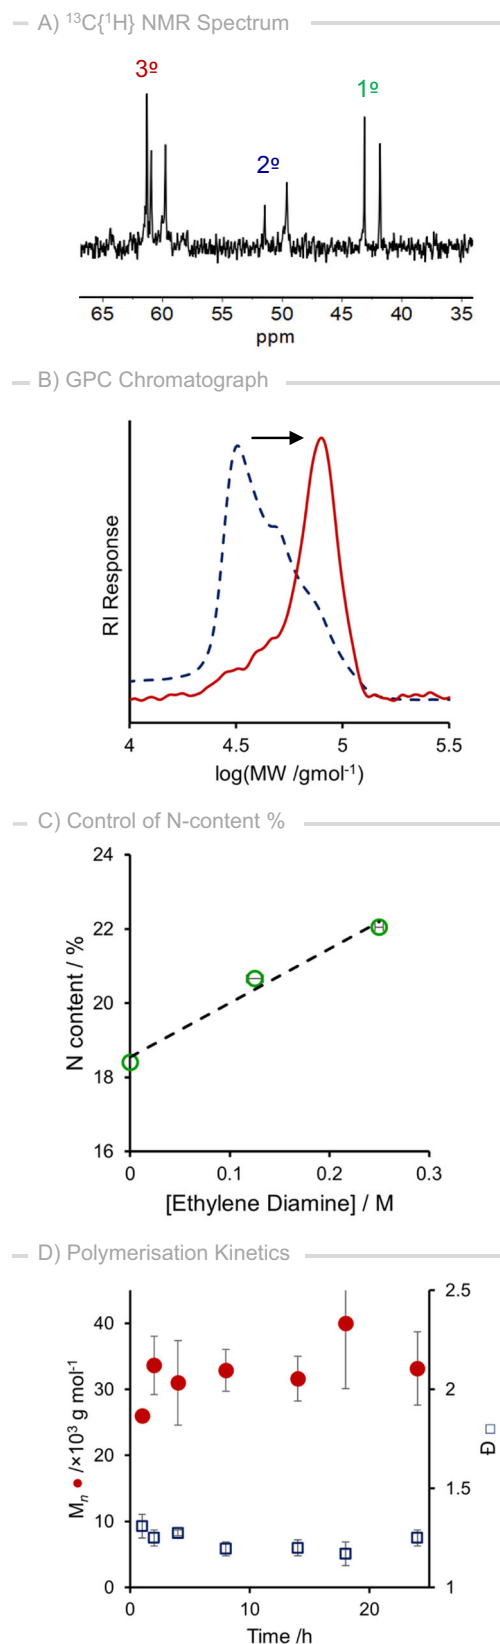 A) ¹³C{¹H} NMR Spectrum
3º
1º
2º
65 60 55 50 45 40 35
ppm
B) GPC Chromatograph
RI Response
4 4.5 5 5.5
log(MW /gmol⁻¹)
C) Control of N-content %
24
22
20
18
16
N content / %
0 0.1 0.2 0.3
[Ethylene Diamine] / M
D) Polymerisation Kinetics
40
30
20
10
0
Mₙ ● /×10³ g mol⁻¹
2.5
2
1.5
1
Đ □
0 10 20
Time /h